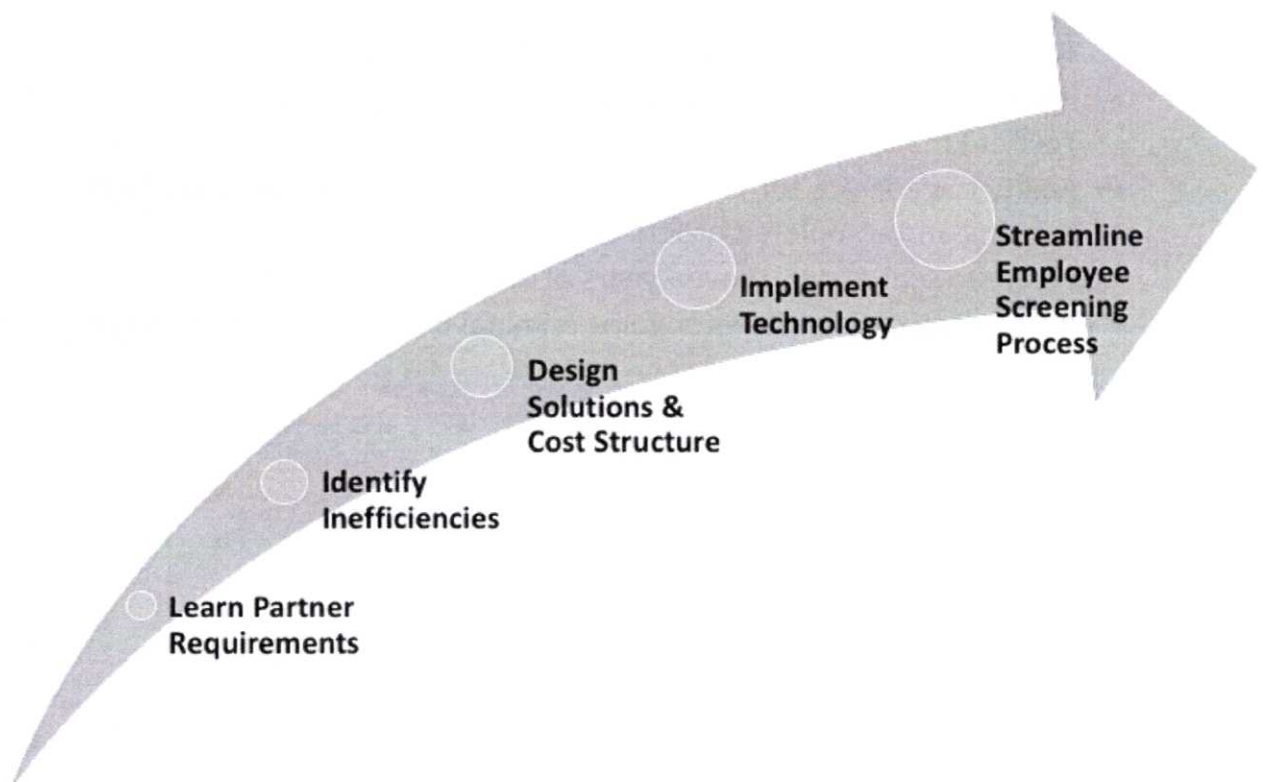 Learn Partner
Requirements
Identify
Inefficiencies
Design
Solutions &
Cost Structure
Implement
Technology
Streamline
Employee
Screening
Process